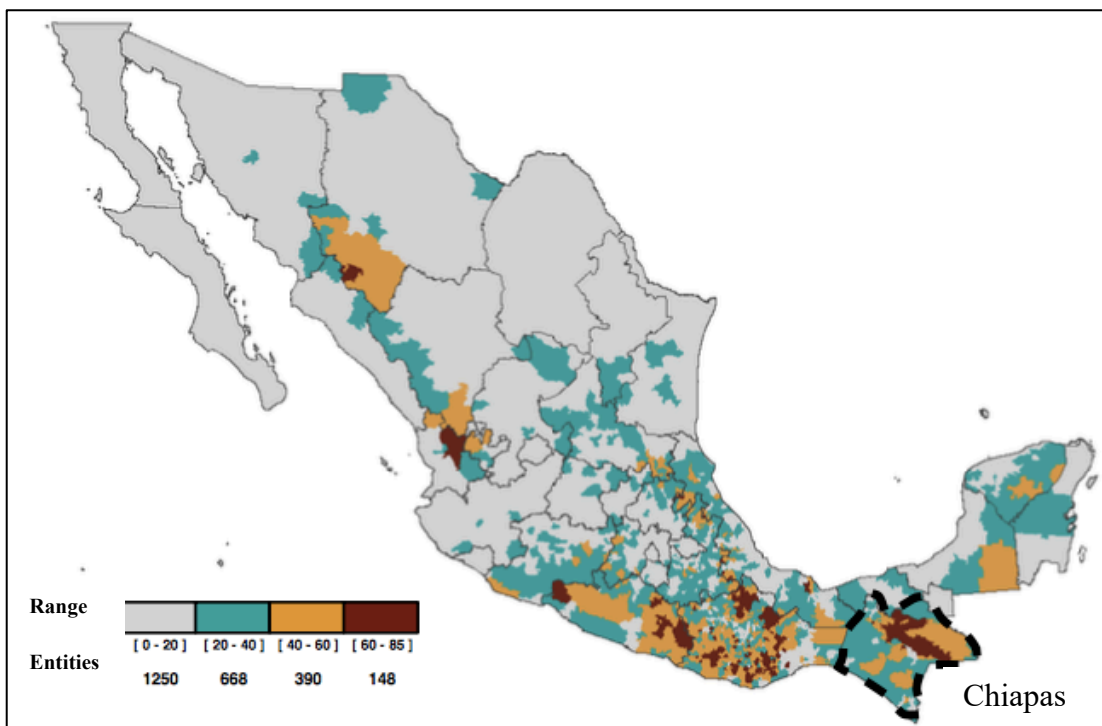 Range
[ 0 - 20 ] [ 20 - 40 ] [ 40 - 60 ] [ 60 - 85 ]
Entities
1250 668 390 148
Chiapas